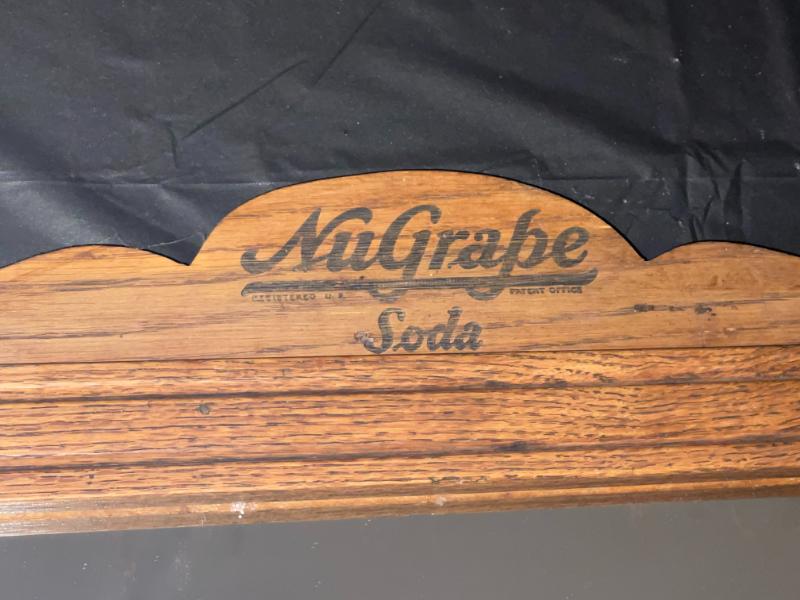 NuGrape
REGISTERED U.S. PATENT OFFICE
Soda